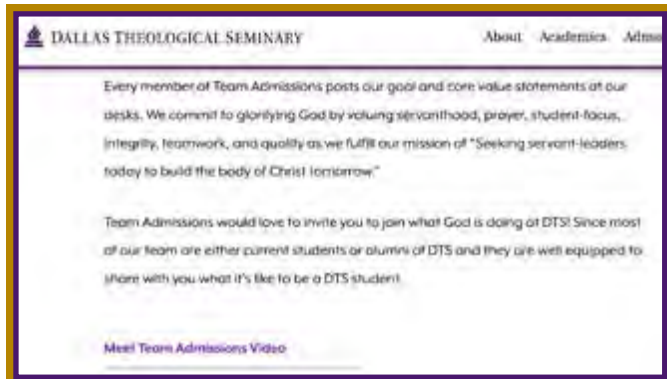 DALLAS THEOLOGICAL SEMINARY About Academics Admis
Every member of Team Admissions posts our goal and core value statements at our
desks. We commit to glorifying God by valuing servanthood, prayer, student-focus,
integrity, teamwork, and quality as we fulfill our mission of "Seeking servant-leaders
today to build the body of Christ tomorrow."
Team Admissions would love to invite you to join what God is doing at DTS! Since most
of our team are either current students or alumni of DTS and they are well equipped to
share with you what it's like to be a DTS student.
Meet Team Admissions Video